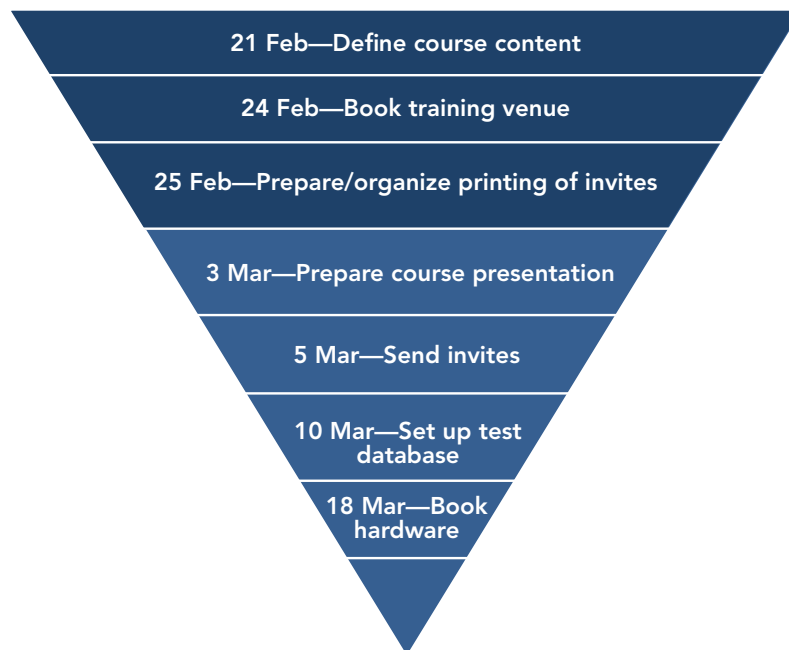 21 Feb—Define course content
24 Feb—Book training venue
25 Feb—Prepare/organize printing of invites
3 Mar—Prepare course presentation
5 Mar—Send invites
10 Mar—Set up test
database
18 Mar—Book
hardware